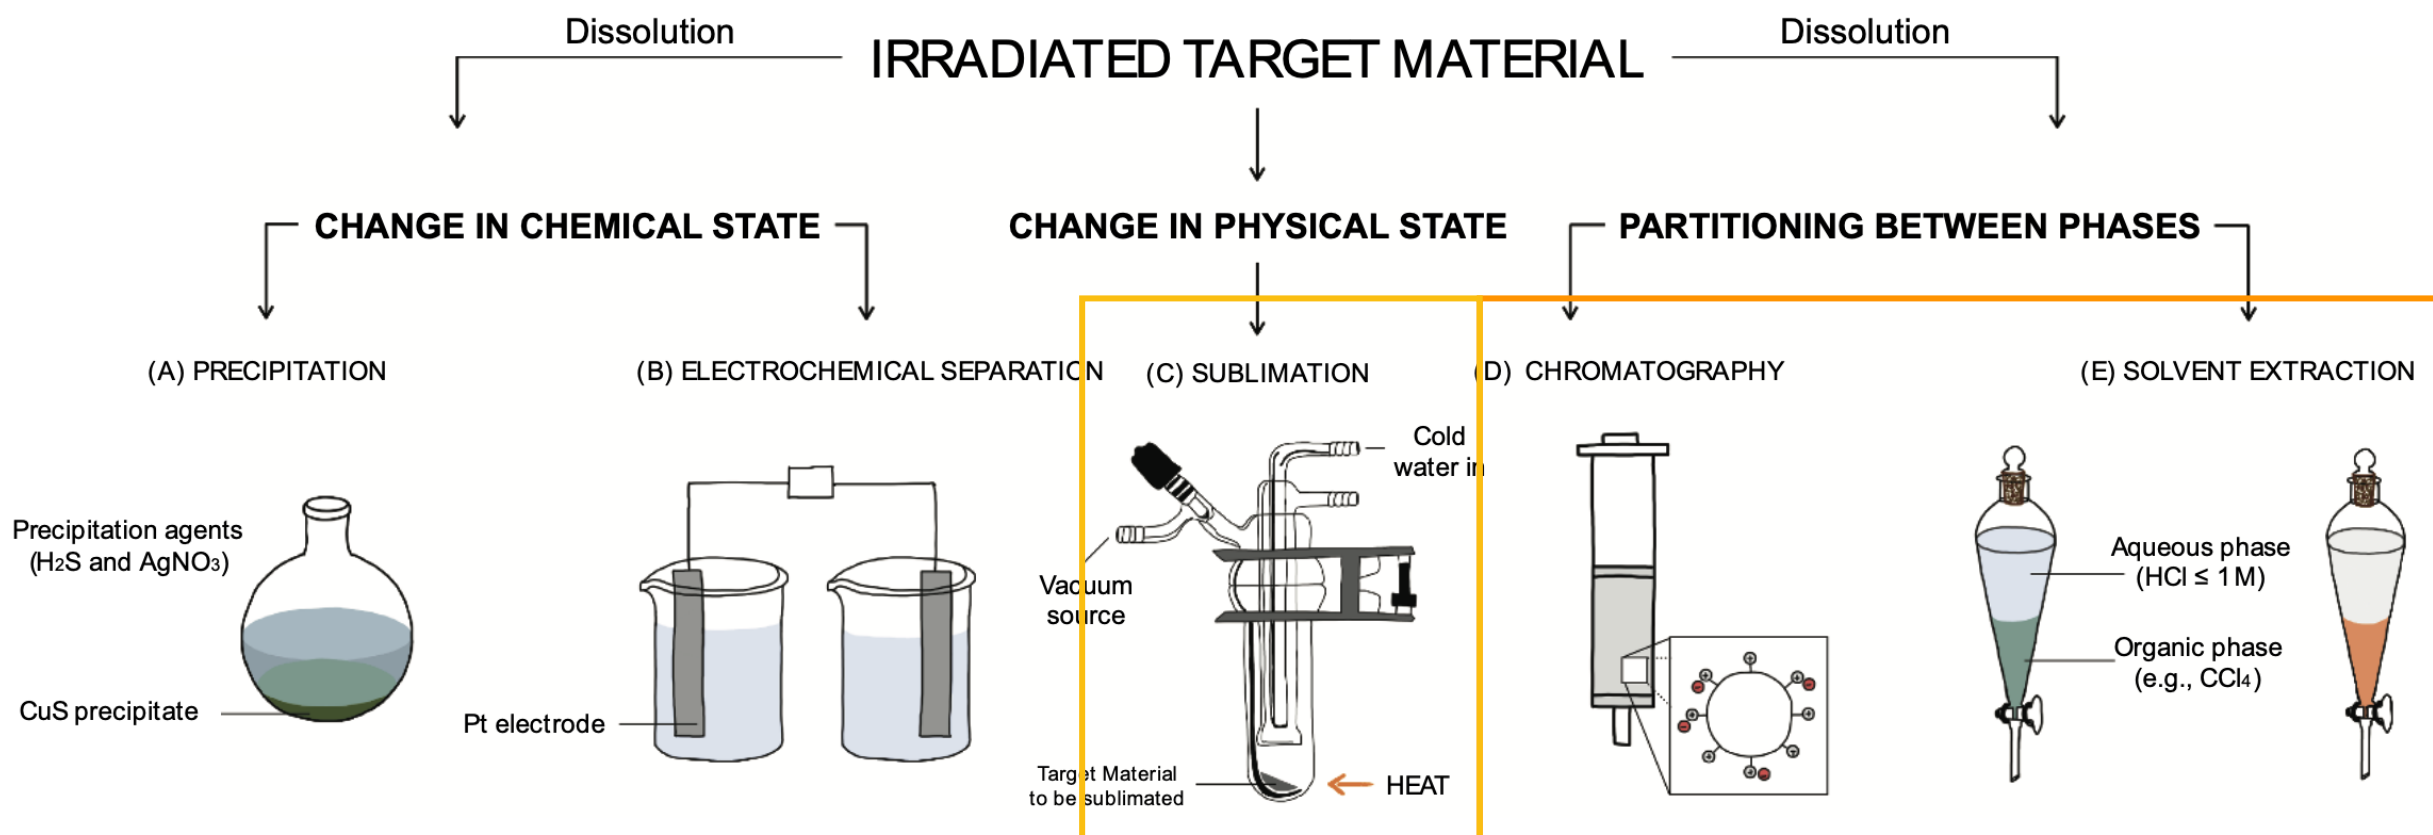 Dissolution
IRRADIATED TARGET MATERIAL
Dissolution
CHANGE IN CHEMICAL STATE
CHANGE IN PHYSICAL STATE
PARTITIONING BETWEEN PHASES
(A) PRECIPITATION
(B) ELECTROCHEMICAL SEPARATION
(C) SUBLIMATION
(D) CHROMATOGRAPHY
(E) SOLVENT EXTRACTION
Precipitation agents
(H₂S and AgNO₃)
CuS precipitate
Pt electrode
Cold
water in
Vacuum
source
Target Material
to be sublimated
HEAT
Aqueous phase
(HCl ≤ 1 M)
Organic phase
(e.g., CCl₄)